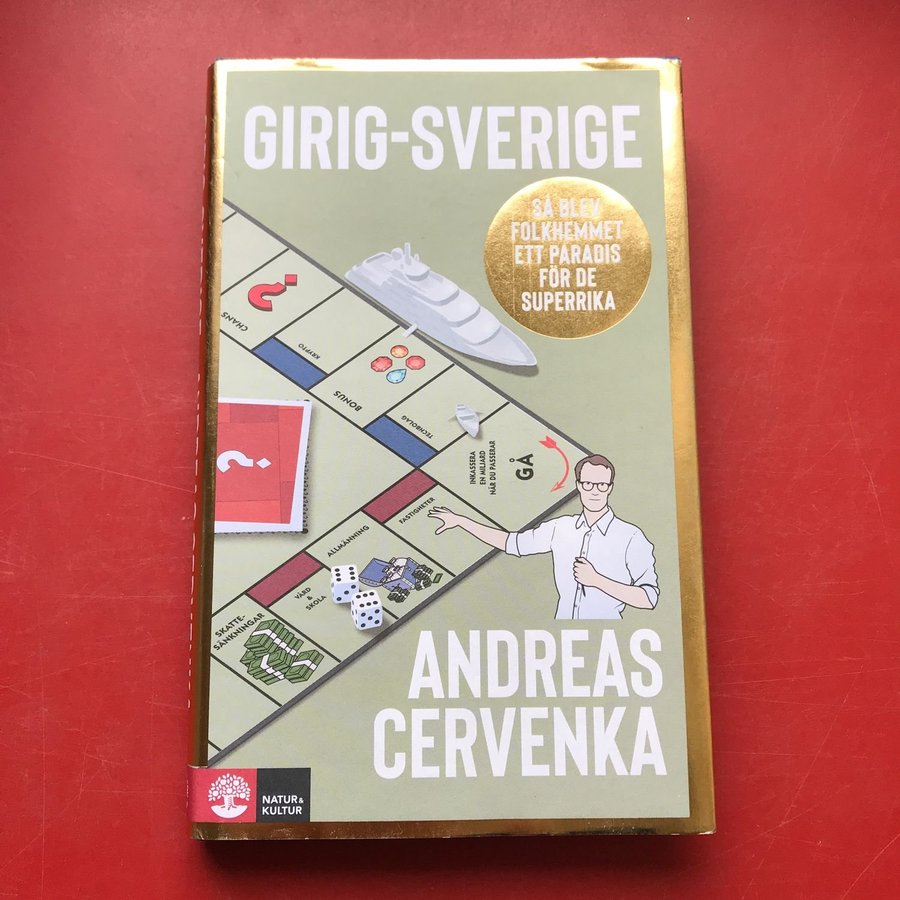 GIRIG-SVERIGE
SÅ BLEV
FOLKHEMMET
ETT PARADIS
FÖR DE
SUPERRIKA
?
CHANS
KRYPTO
BONUS
TECHBOLAG
INKASSERA
EN MILJARD
NÄR DU PASSERAR
GÅ
?
FASTIGHETER
ALLMÄNNING
VÅRD
& SKOLA
SKATTE-
SÄNKNINGAR
ANDREAS
CERVENKA
NATUR&
KULTUR